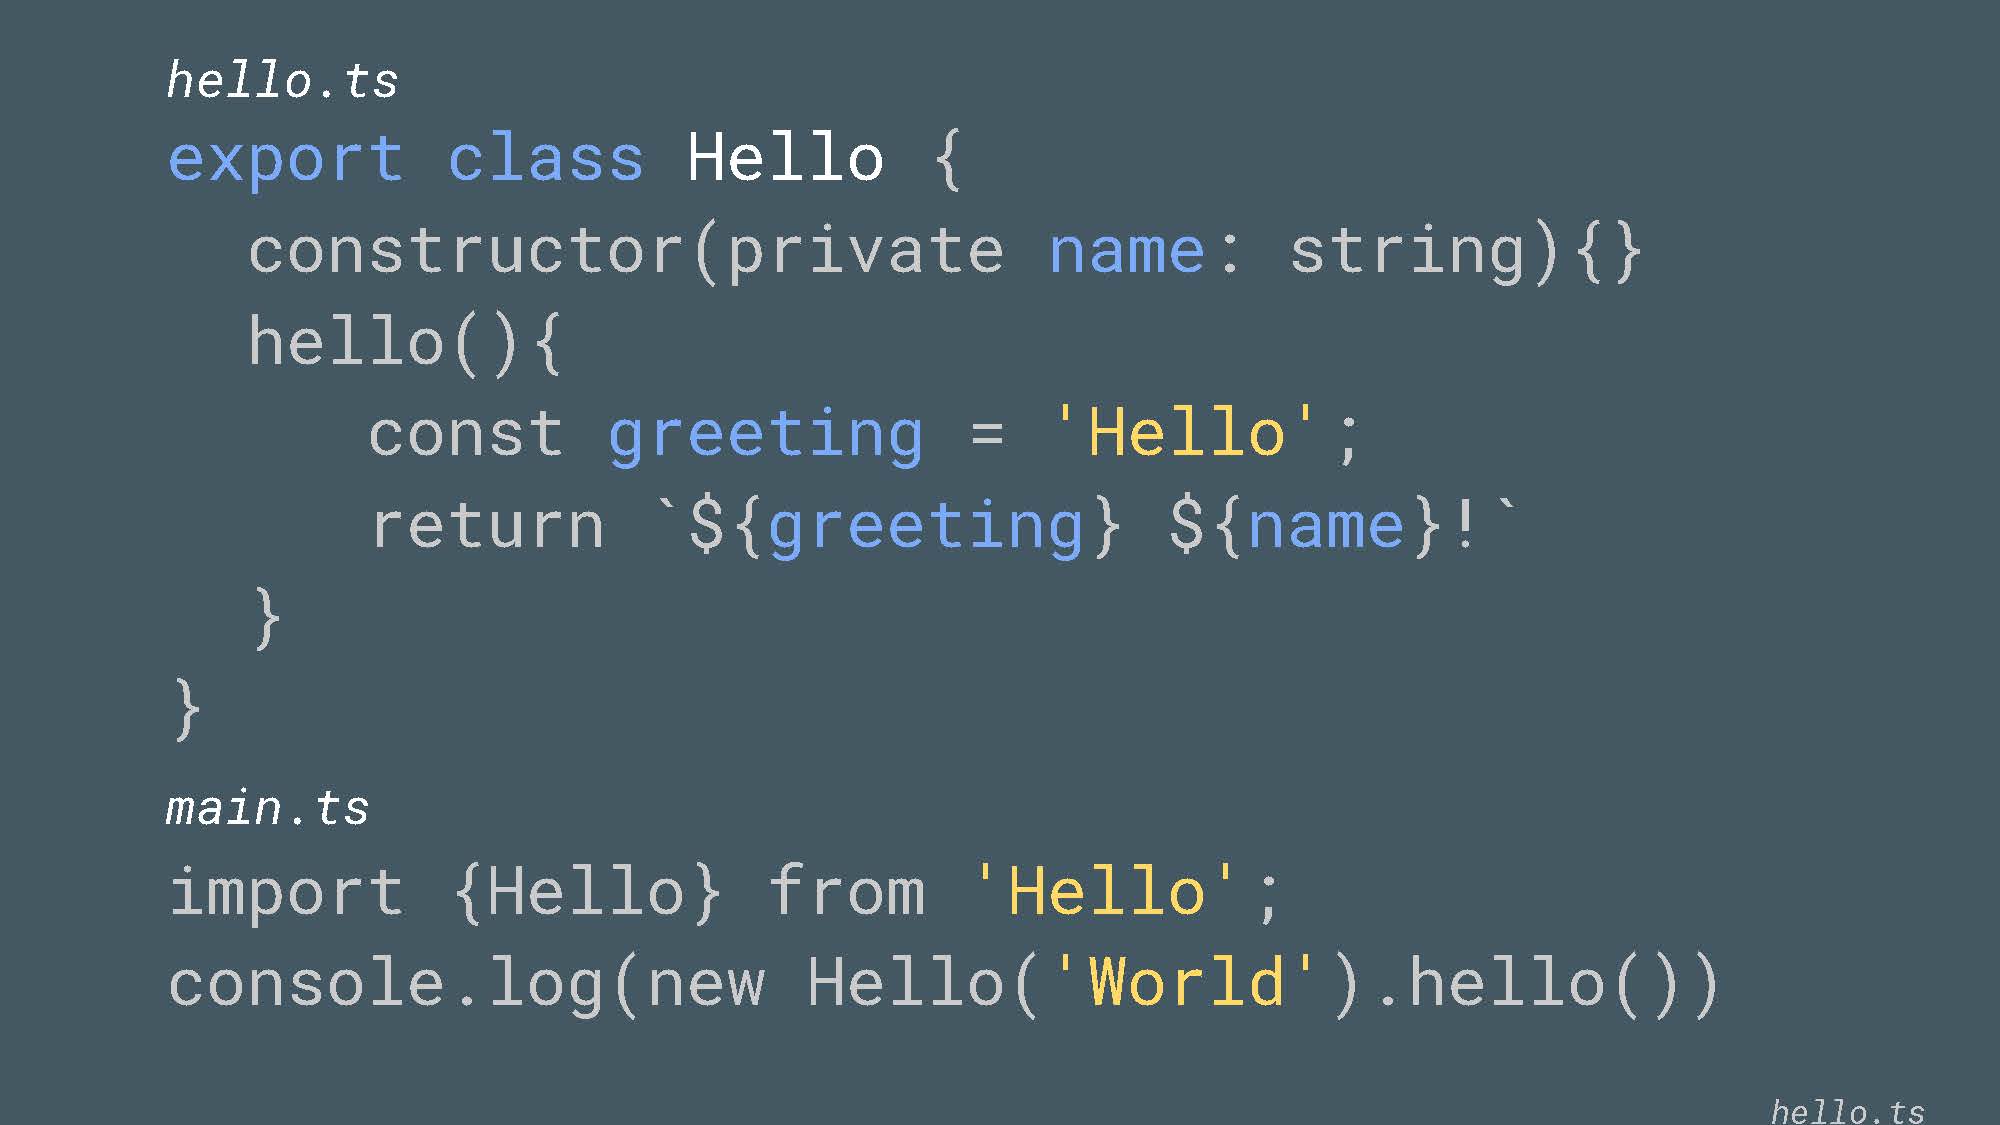 hello.ts
export class Hello {
  constructor(private name: string){}
  hello(){
     const greeting = 'Hello';
     return `${greeting} ${name}!`
  }
}
main.ts
import {Hello} from 'Hello';
console.log(new Hello('World').hello())
hello.ts